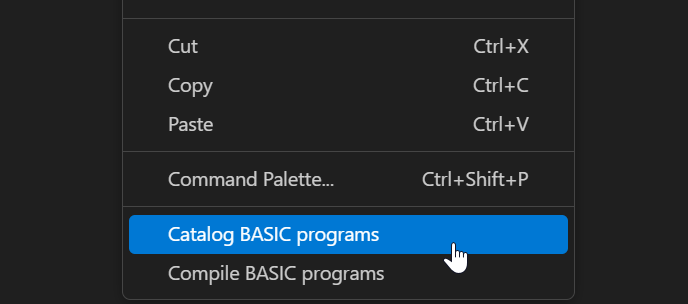 Cut Ctrl+X
Copy Ctrl+C
Paste Ctrl+V
Command Palette... Ctrl+Shift+P
Catalog BASIC programs
Compile BASIC programs